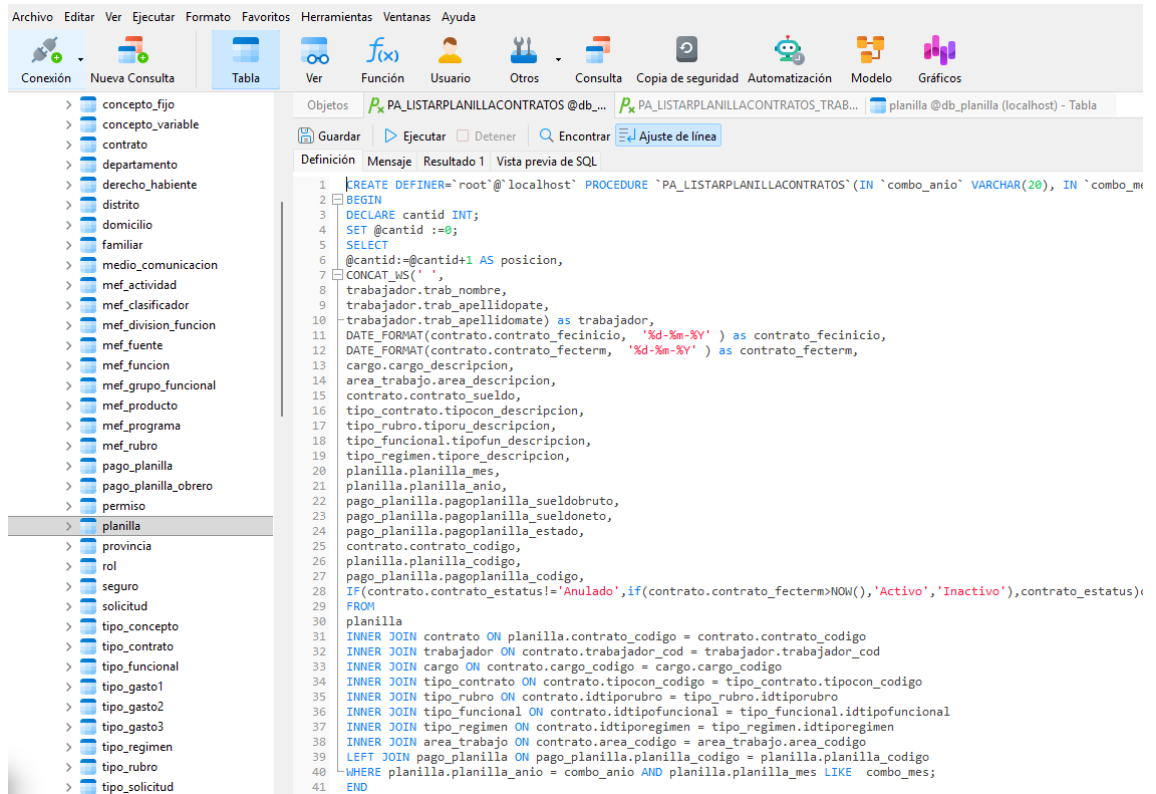 Archivo Editar Ver Ejecutar Formato Favoritos Herramientas Ventanas Ayuda
Conexión Nueva Consulta Tabla Ver Función Usuario Otros Consulta Copia de seguridad Automatización Modelo Gráficos
concepto_fijo
concepto_variable
contrato
departamento
derecho_habiente
distrito
domicilio
familiar
medio_comunicacion
mef_actividad
mef_clasificador
mef_division_funcion
mef_fuente
mef_funcion
mef_grupo_funcional
mef_producto
mef_programa
mef_rubro
pago_planilla
pago_planilla_obrero
permiso
planilla
provincia
rol
seguro
solicitud
tipo_concepto
tipo_contrato
tipo_funcional
tipo_gasto1
tipo_gasto2
tipo_gasto3
tipo_regimen
tipo_rubro
tipo_solicitud
Objetos PA_LISTARPLANILLACONTRATOS @db_... PA_LISTARPLANILLACONTRATOS_TRAB... planilla @db_planilla (localhost) - Tabla
Guardar Ejecutar Detener Encontrar Ajuste de línea
Definición Mensaje Resultado 1 Vista previa de SQL
1 CREATE DEFINER=`root`@`localhost` PROCEDURE `PA_LISTARPLANILLACONTRATOS`(IN `combo_anio` VARCHAR(20), IN `combo_me
2 BEGIN
3 DECLARE cantid INT;
4 SET @cantid :=0;
5 SELECT
6 @cantid:=@cantid+1 AS posicion,
7 CONCAT_WS(' ',
8 trabajador.trab_nombre,
9 trabajador.trab_apellidopate,
10 trabajador.trab_apellidomate) as trabajador,
11 DATE_FORMAT(contrato.contrato_fecinicio, '%d-%m-%Y' ) as contrato_fecinicio,
12 DATE_FORMAT(contrato.contrato_fecterm, '%d-%m-%Y' ) as contrato_fecterm,
13 cargo.cargo_descripcion,
14 area_trabajo.area_descripcion,
15 contrato.contrato_sueldo,
16 tipo_contrato.tipocon_descripcion,
17 tipo_rubro.tiporu_descripcion,
18 tipo_funcional.tipofun_descripcion,
19 tipo_regimen.tipore_descripcion,
20 planilla.planilla_mes,
21 planilla.planilla_anio,
22 pago_planilla.pagoplanilla_sueldobruto,
23 pago_planilla.pagoplanilla_sueldoneto,
24 pago_planilla.pagoplanilla_estado,
25 contrato.contrato_codigo,
26 planilla.planilla_codigo,
27 pago_planilla.pagoplanilla_codigo,
28 IF(contrato.contrato_estatus!='Anulado',if(contrato.contrato_fecterm>NOW(),'Activo','Inactivo'),contrato_estatus)
29 FROM
30 planilla
31 INNER JOIN contrato ON planilla.contrato_codigo = contrato.contrato_codigo
32 INNER JOIN trabajador ON contrato.trabajador_cod = trabajador.trabajador_cod
33 INNER JOIN cargo ON contrato.cargo_codigo = cargo.cargo_codigo
34 INNER JOIN tipo_contrato ON contrato.tipocon_codigo = tipo_contrato.tipocon_codigo
35 INNER JOIN tipo_rubro ON contrato.idtiporubro = tipo_rubro.idtiporubro
36 INNER JOIN tipo_funcional ON contrato.idtipofuncional = tipo_funcional.idtipofuncional
37 INNER JOIN tipo_regimen ON contrato.idtiporegimen = tipo_regimen.idtiporegimen
38 INNER JOIN area_trabajo ON contrato.area_codigo = area_trabajo.area_codigo
39 LEFT JOIN pago_planilla ON pago_planilla.planilla_codigo = planilla.planilla_codigo
40 WHERE planilla.planilla_anio = combo_anio AND planilla.planilla_mes LIKE combo_mes;
41 END